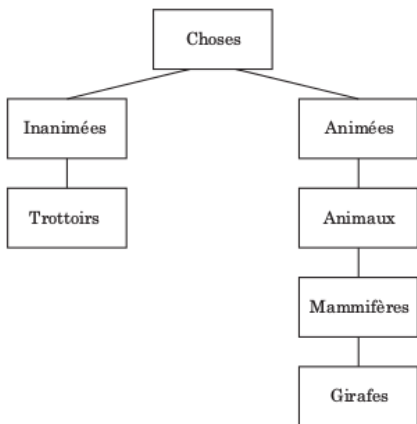 Choses
Inanimées
Animées
Trottoirs
Animaux
Mammifères
Girafes